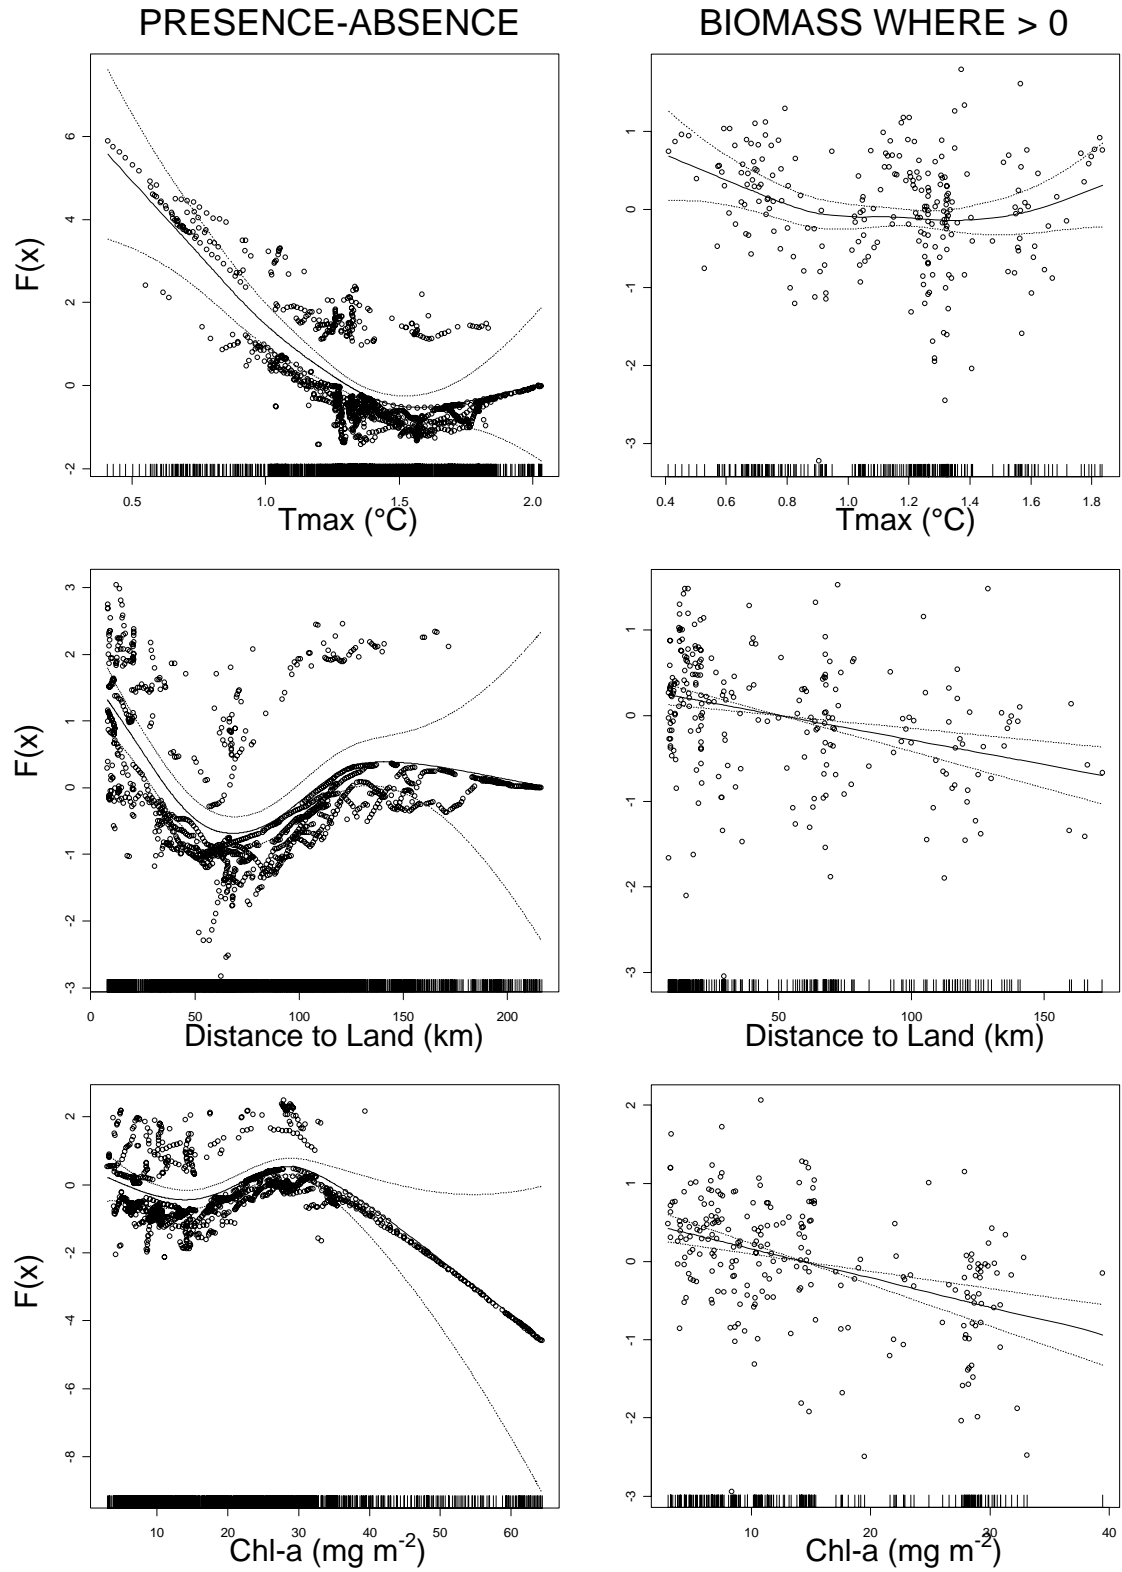 PRESENCE-ABSENCE BIOMASS WHERE > 0
F(x)
6
4
2
0
-2
0.5 1.0 1.5 2.0
Tmax (°C)
1
0
-1
-2
-3
0.4 0.6 0.8 1.0 1.2 1.4 1.6 1.8
Tmax (°C)
F(x)
3
2
1
0
-1
-2
-3
0 50 100 150 200
Distance to Land (km)
1
0
-1
-2
-3
50 100 150
Distance to Land (km)
F(x)
2
0
-2
-4
-6
-8
10 20 30 40 50 60
Chl-a (mg m⁻²)
2
1
0
-1
-2
-3
10 20 30 40
Chl-a (mg m⁻²)